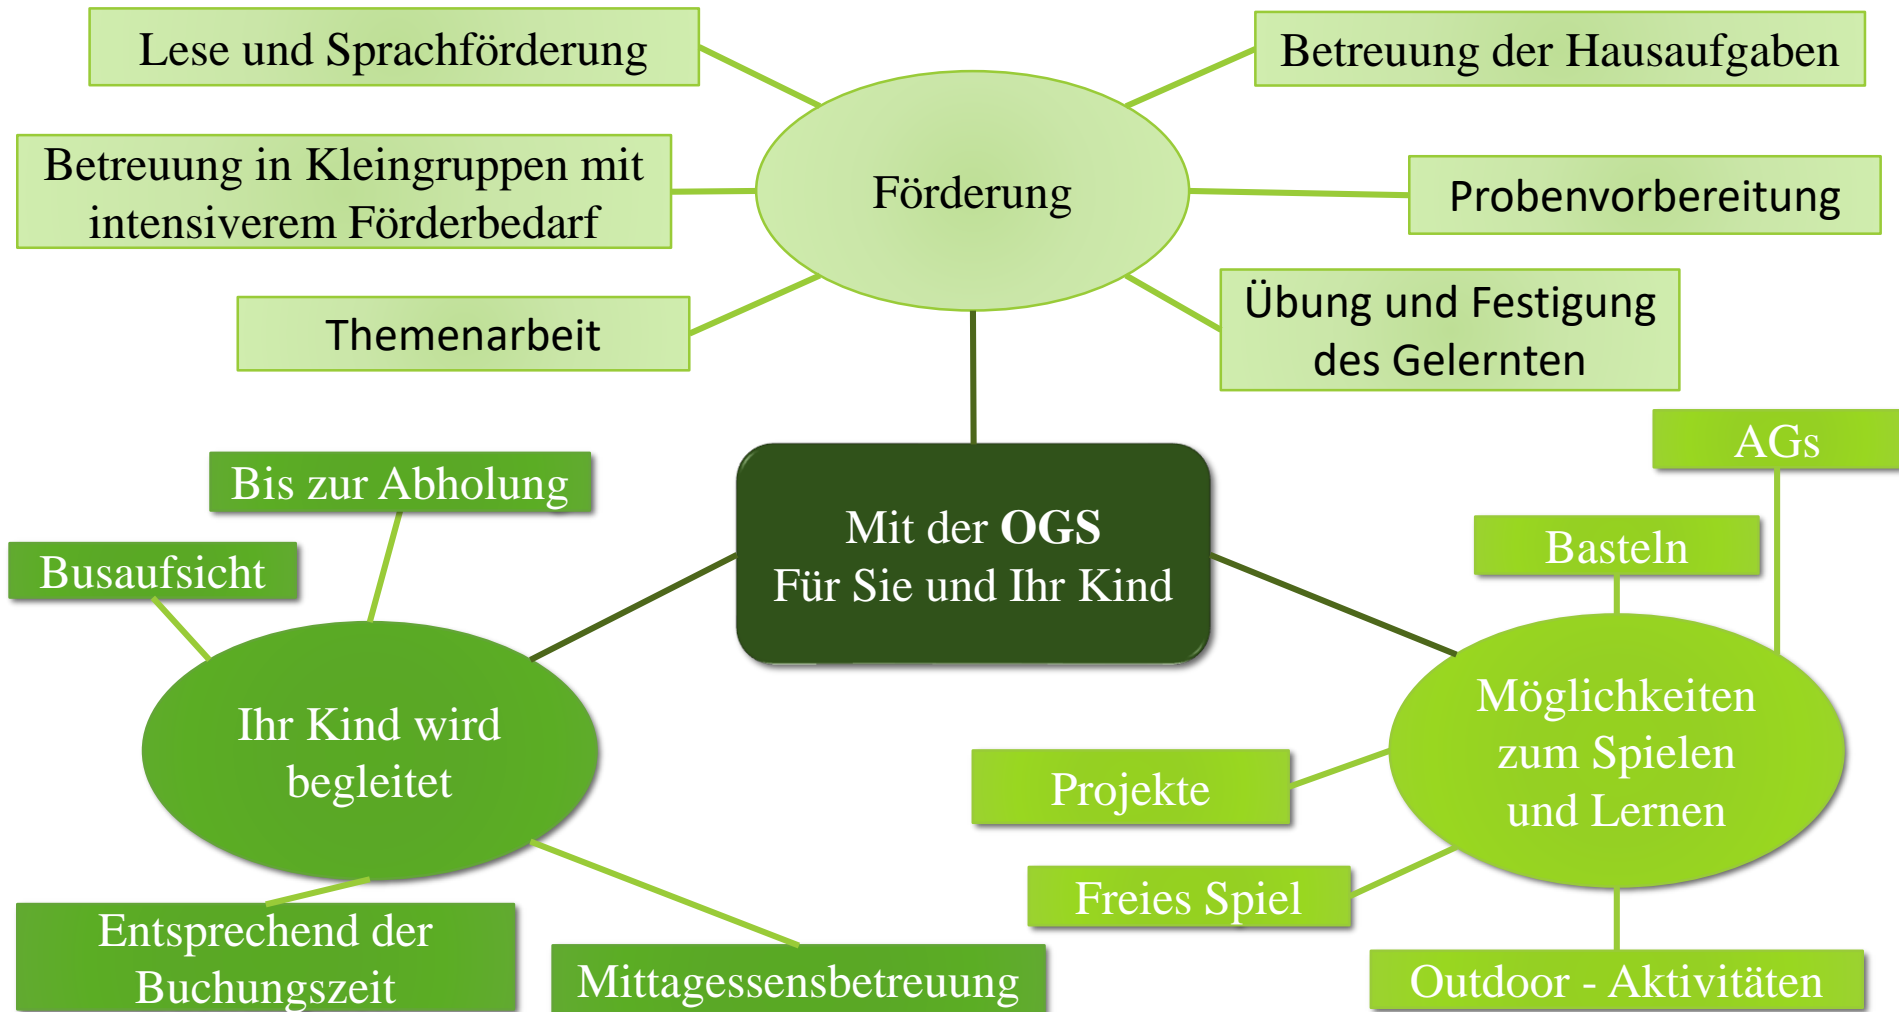 Lese und Sprachförderung
Betreuung der Hausaufgaben
Betreuung in Kleingruppen mit
intensiverem Förderbedarf
Förderung
Probenvorbereitung
Themenarbeit
Übung und Festigung
des Gelernten
AGs
Bis zur Abholung
Mit der OGS
Für Sie und Ihr Kind
Basteln
Busaufsicht
Ihr Kind wird
begleitet
Möglichkeiten
zum Spielen
und Lernen
Projekte
Freies Spiel
Entsprechend der
Buchungszeit
Mittagessensbetreuung
Outdoor - Aktivitäten